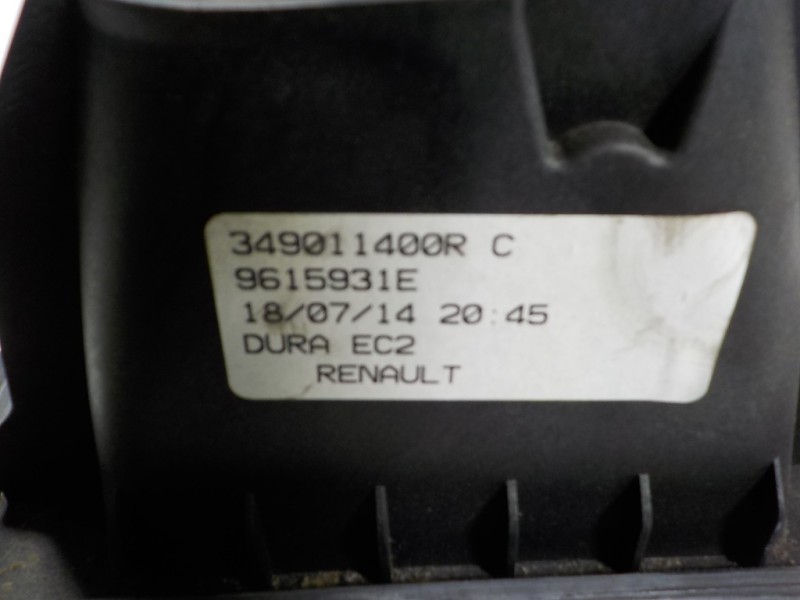 349011400R C
9615931E
18/07/14 20:45
DURA EC2
RENAULT